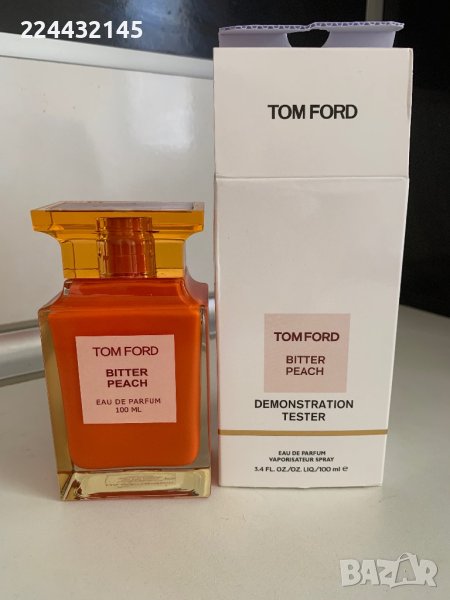 224432145
TOM FORD
TOM FORD
BITTER
PEACH
DEMONSTRATION
TESTER
EAU DE PARFUM
VAPORISATEUR SPRAY
3.4 FL. OZ./OZ. LIQ./100 ml ℮
TOM FORD
BITTER
PEACH
EAU DE PARFUM
100 ML
BAZAR